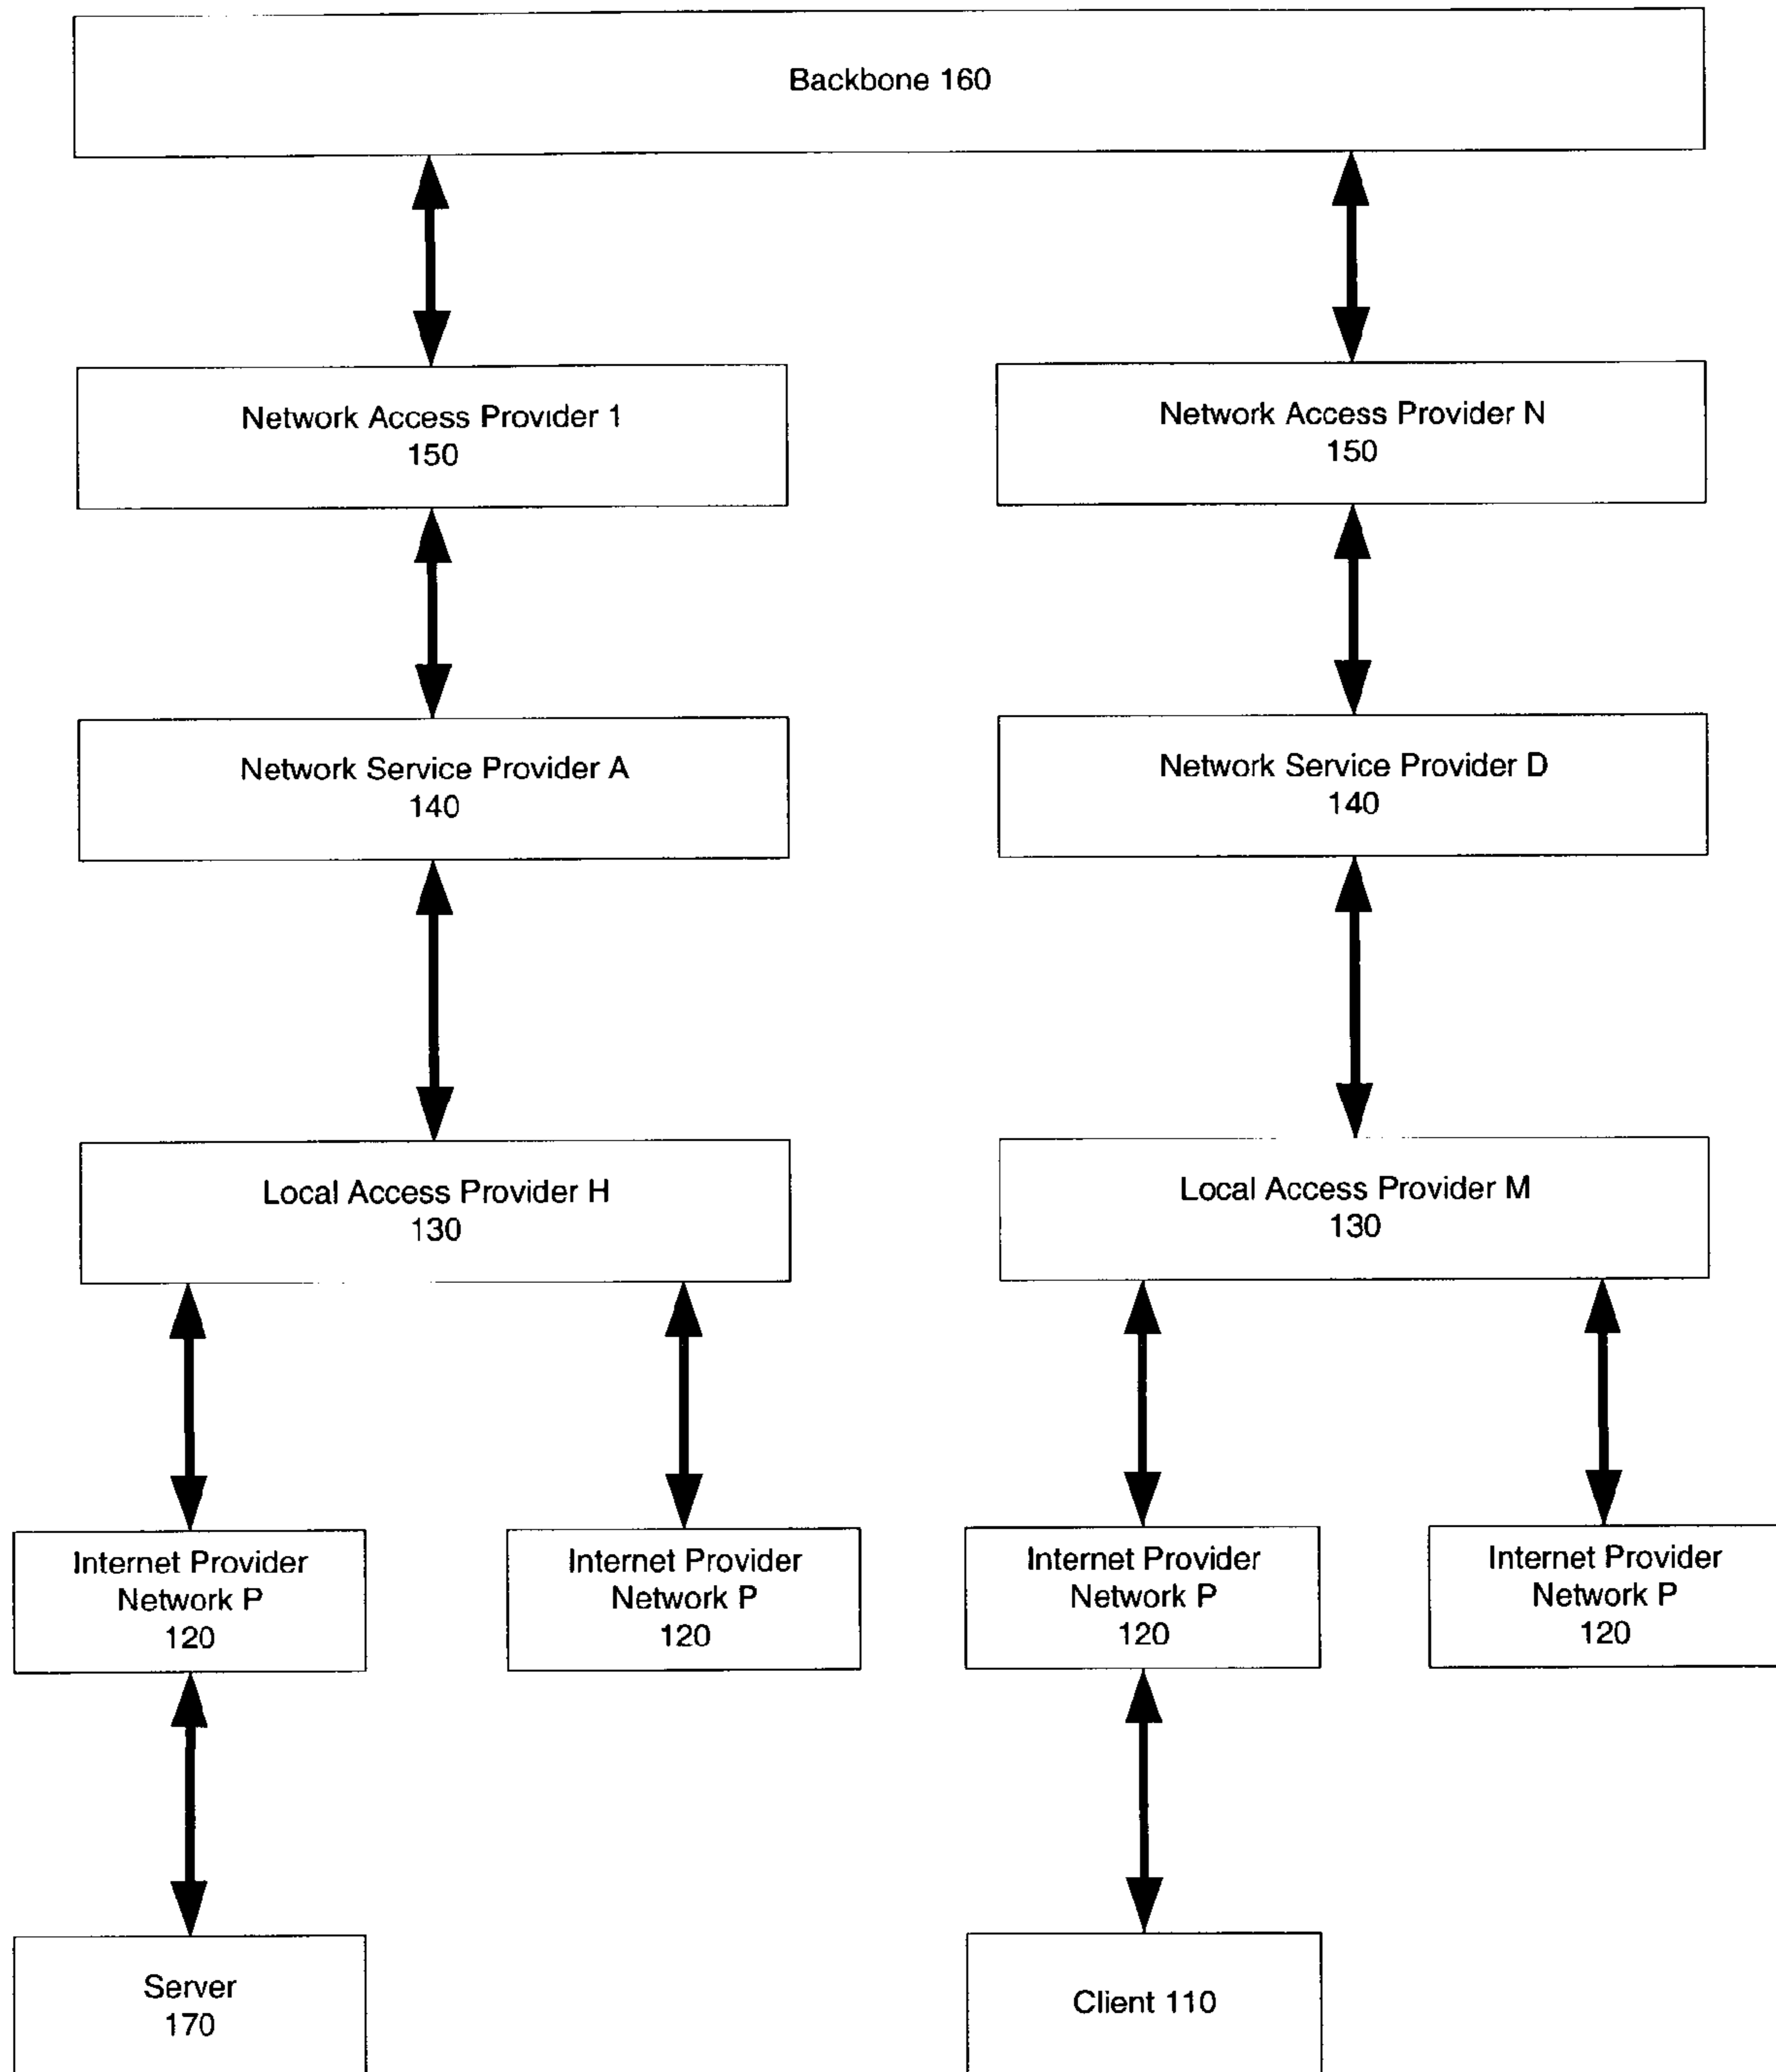 Backbone 160
Network Access Provider 1
150
Network Access Provider N
150
Network Service Provider A
140
Network Service Provider D
140
Local Access Provider H
130
Local Access Provider M
130
Internet Provider
Network P
120
Internet Provider
Network P
120
Internet Provider
Network P
120
Internet Provider
Network P
120
Server
170
Client 110